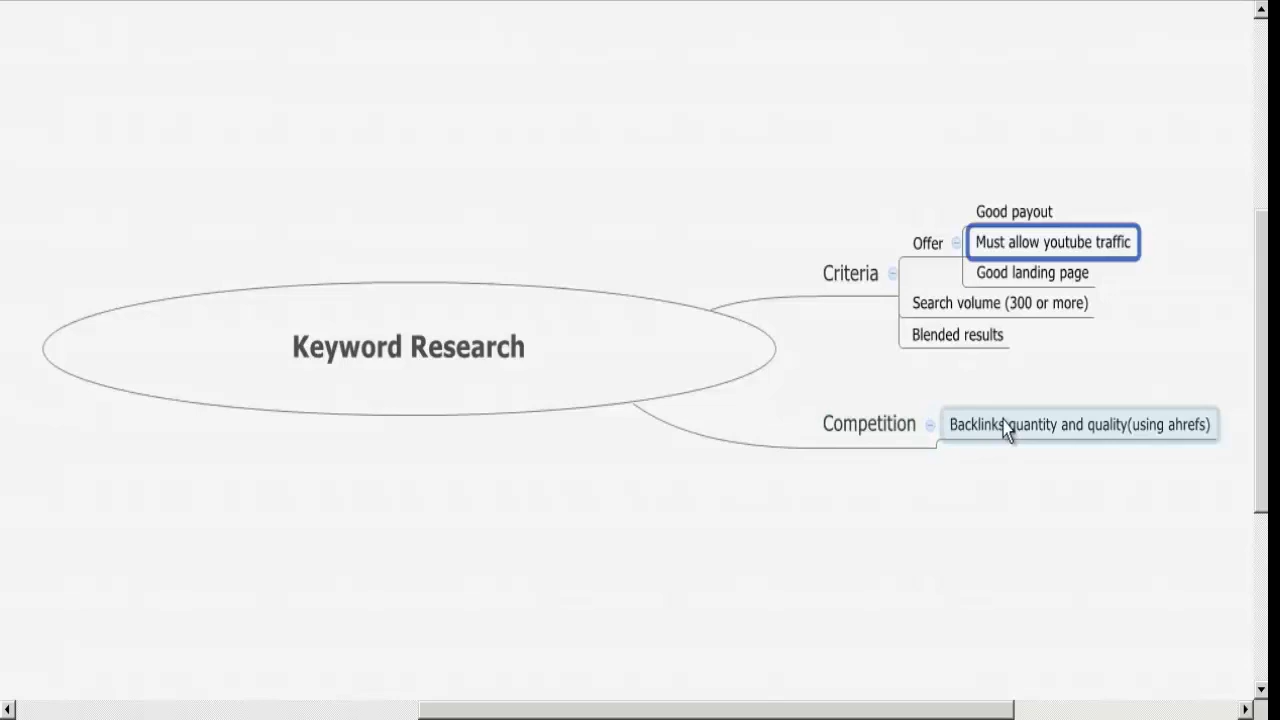 Keyword Research
Criteria
Offer
Good payout
Must allow youtube traffic
Good landing page
Search volume (300 or more)
Blended results
Competition
Backlinks quantity and quality(using ahrefs)